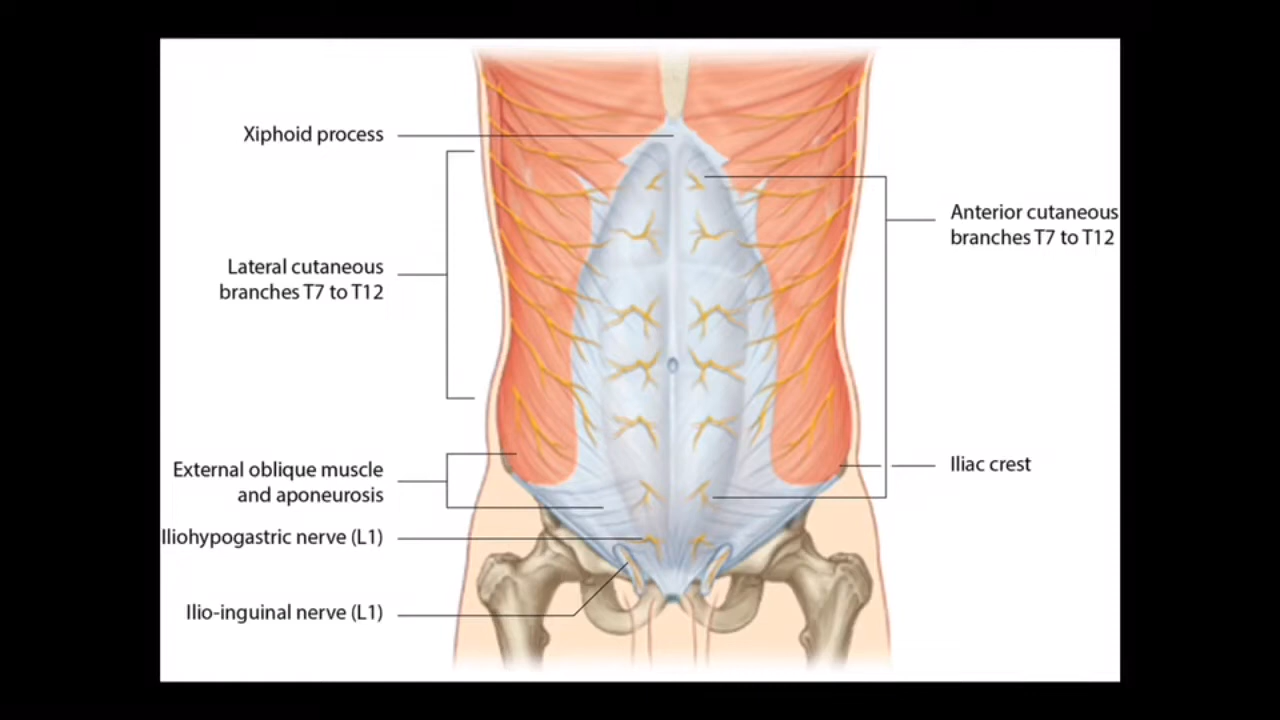 Xiphoid process
Lateral cutaneous
branches T7 to T12
External oblique muscle
and aponeurosis
Iliohypogastric nerve (L1)
Ilio-inguinal nerve (L1)
Anterior cutaneous
branches T7 to T12
Iliac crest